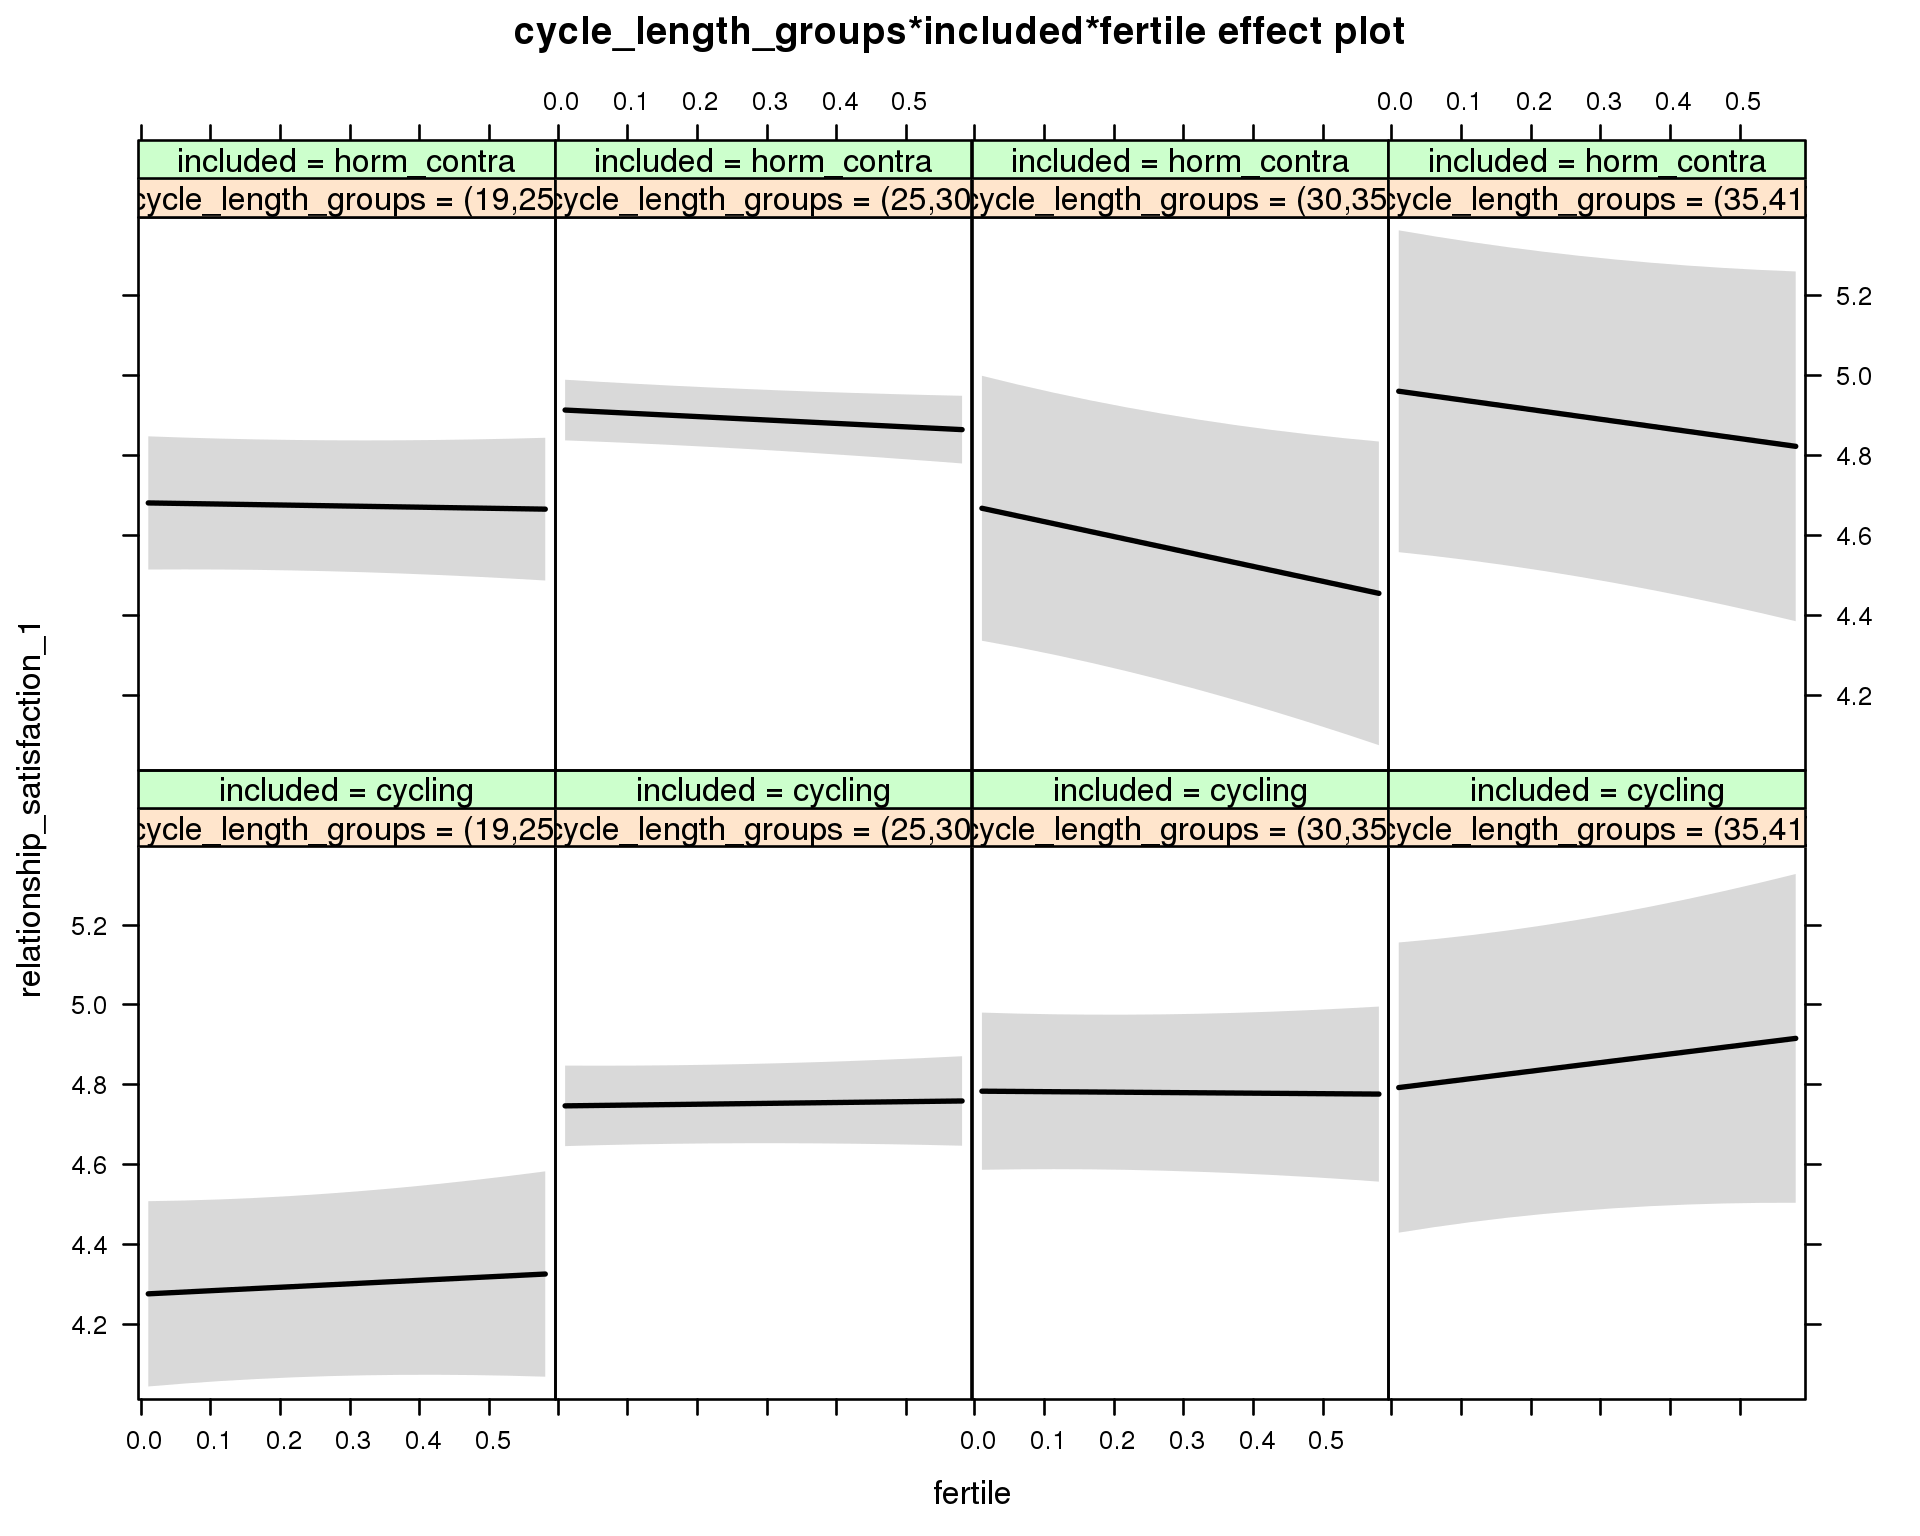 cycle_length_groups*included*fertile effect plot
0.0 0.1 0.2 0.3 0.4 0.5 0.0 0.1 0.2 0.3 0.4 0.5
included = horm_contra included = horm_contra included = horm_contra included = horm_contra
cycle_length_groups = (19,25 cycle_length_groups = (25,30 cycle_length_groups = (30,35 cycle_length_groups = (35,41
5.2
5.0
4.8
4.6
4.4
4.2
included = cycling included = cycling included = cycling included = cycling
cycle_length_groups = (19,25 cycle_length_groups = (25,30 cycle_length_groups = (30,35 cycle_length_groups = (35,41
relationship_satisfaction_1
5.2
5.0
4.8
4.6
4.4
4.2
0.0 0.1 0.2 0.3 0.4 0.5 0.0 0.1 0.2 0.3 0.4 0.5
fertile